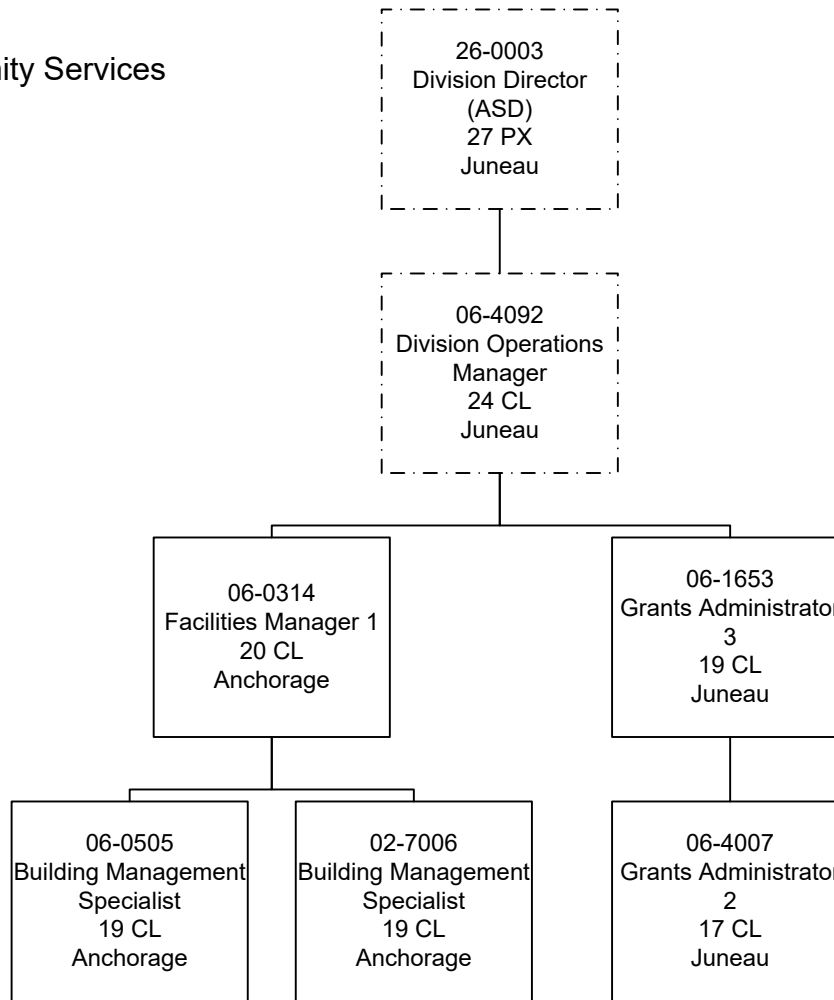 ity Services
26-0003
Division Director
(ASD)
27 PX
Juneau
06-4092
Division Operations
Manager
24 CL
Juneau
06-0314
Facilities Manager 1
20 CL
Anchorage
06-1653
Grants Administrator
3
19 CL
Juneau
06-0505
Building Management
Specialist
19 CL
Anchorage
02-7006
Building Management
Specialist
19 CL
Anchorage
06-4007
Grants Administrator
2
17 CL
Juneau